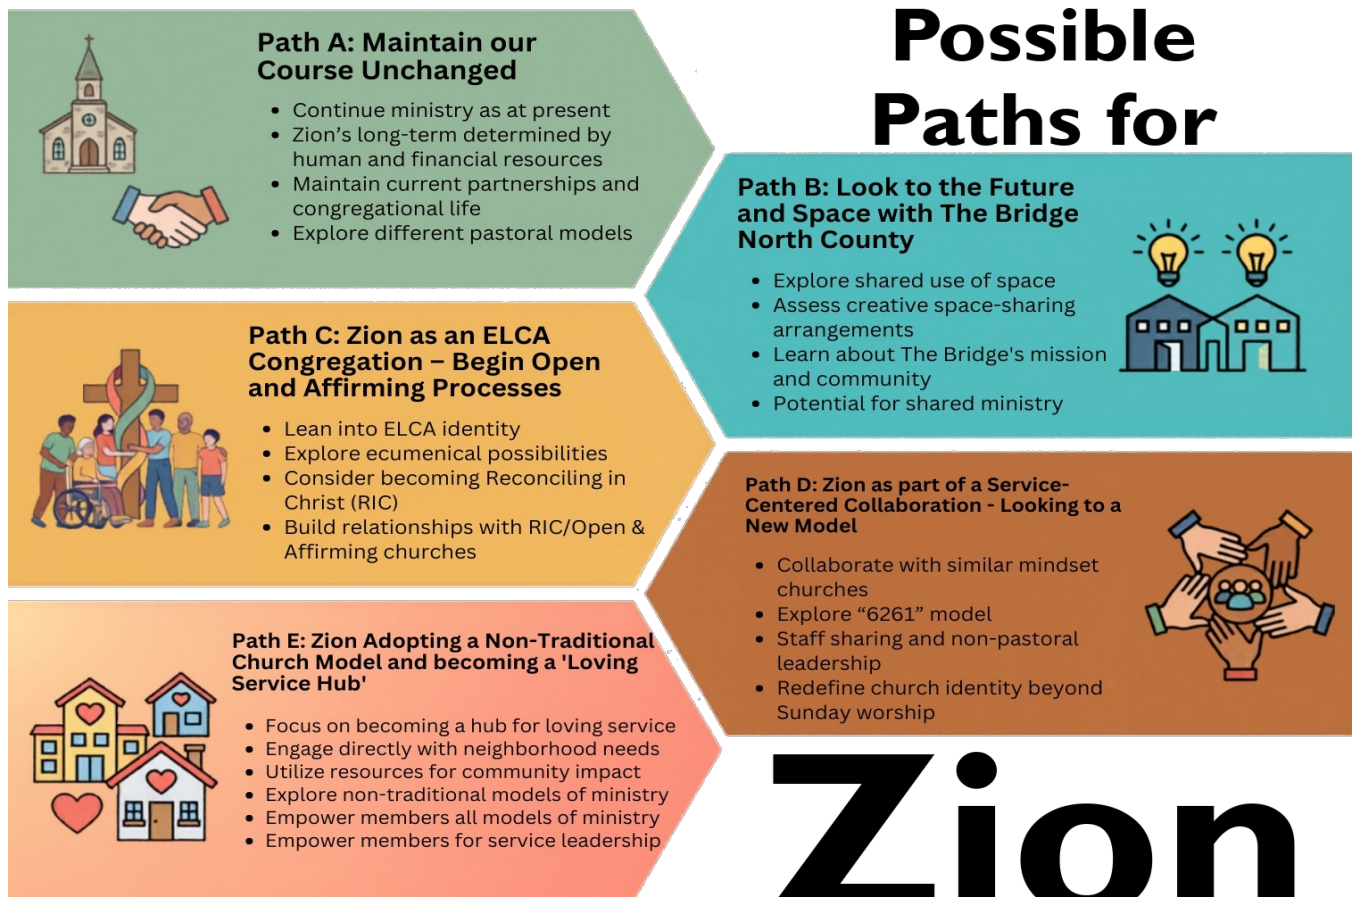 Possible
Paths for
Path A: Maintain our
Course Unchanged
• Continue ministry as at present
• Zion’s long-term determined by
human and financial resources
• Maintain current partnerships and
congregational life
• Explore different pastoral models
Path B: Look to the Future
and Space with The Bridge
North County
• Explore shared use of space
• Assess creative space-sharing
arrangements
• Learn about The Bridge's mission
and community
• Potential for shared ministry
Path C: Zion as an ELCA
Congregation – Begin Open
and Affirming Processes
• Lean into ELCA identity
• Explore ecumenical possibilities
• Consider becoming Reconciling in
Christ (RIC)
• Build relationships with RIC/Open &
Affirming churches
Path D: Zion as part of a Service-
Centered Collaboration - Looking to a
New Model
• Collaborate with similar mindset
churches
• Explore “6261” model
• Staff sharing and non-pastoral
leadership
• Redefine church identity beyond
Sunday worship
Path E: Zion Adopting a Non-Traditional
Church Model and becoming a 'Loving
Service Hub'
• Focus on becoming a hub for loving service
• Engage directly with neighborhood needs
• Utilize resources for community impact
• Explore non-traditional models of ministry
• Empower members all models of ministry
• Empower members for service leadership
Zion